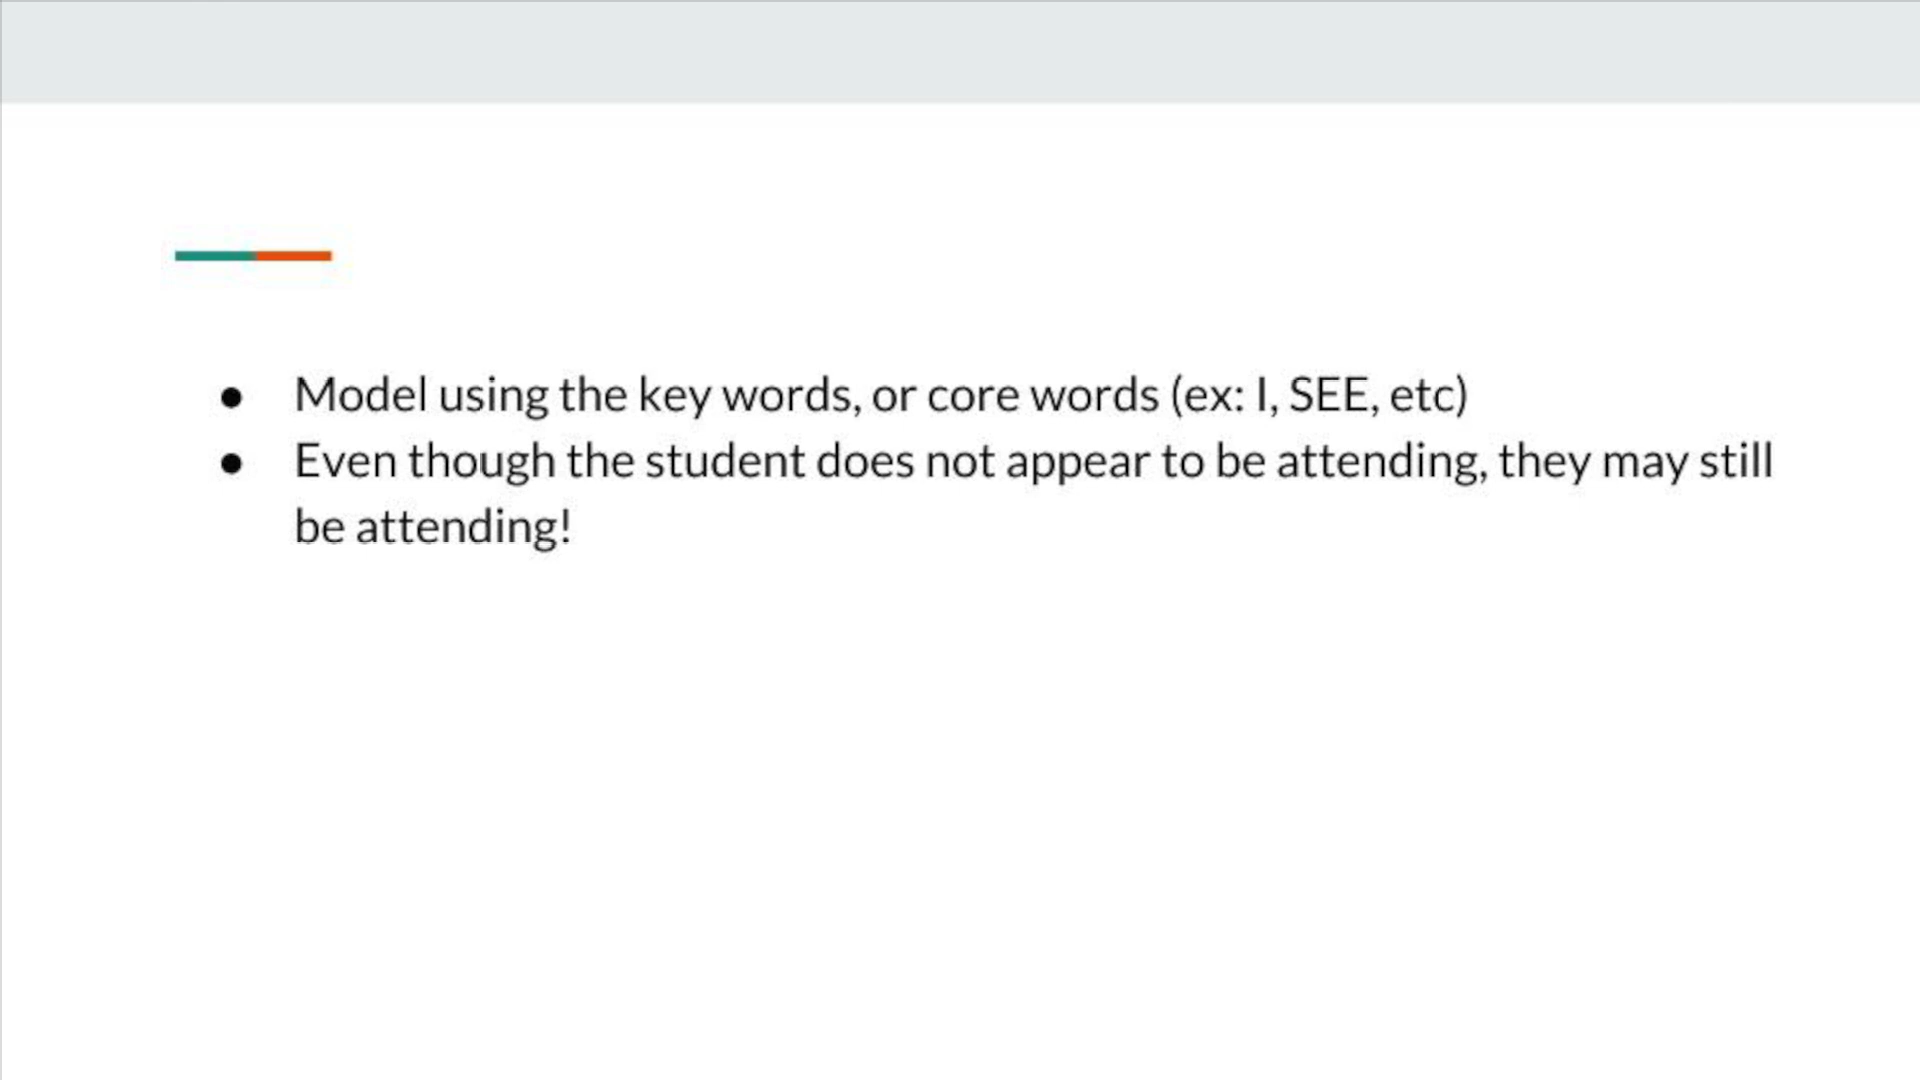 ● Model using the key words, or core words (ex: I, SEE, etc)
● Even though the student does not appear to be attending, they may still
be attending!